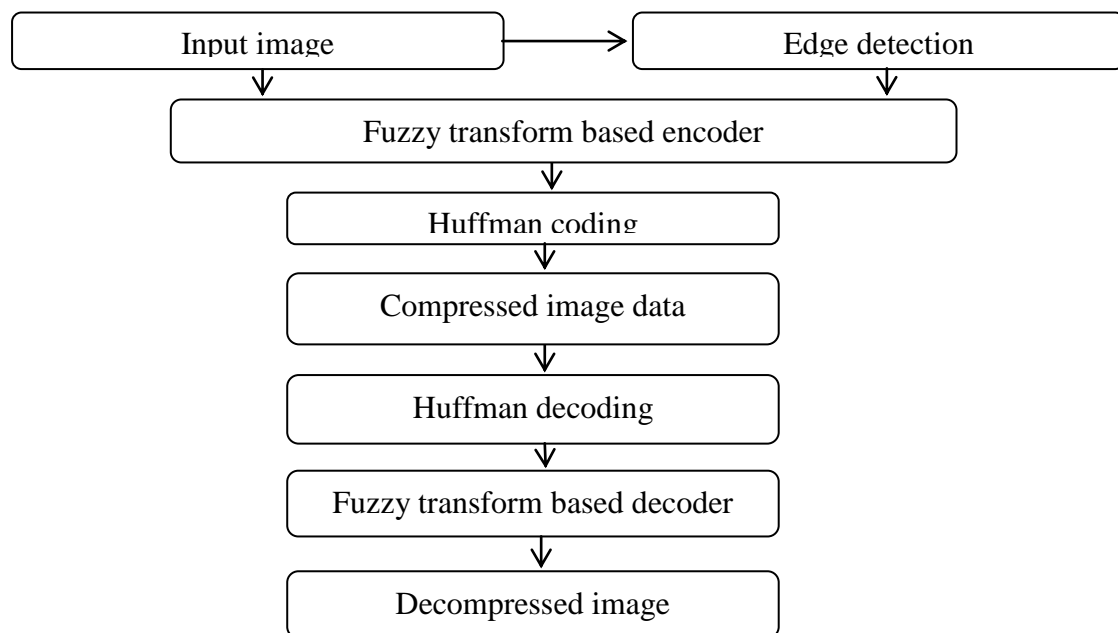 Input image
Edge detection
Fuzzy transform based encoder
Huffman coding
Compressed image data
Huffman decoding
Fuzzy transform based decoder
Decompressed image